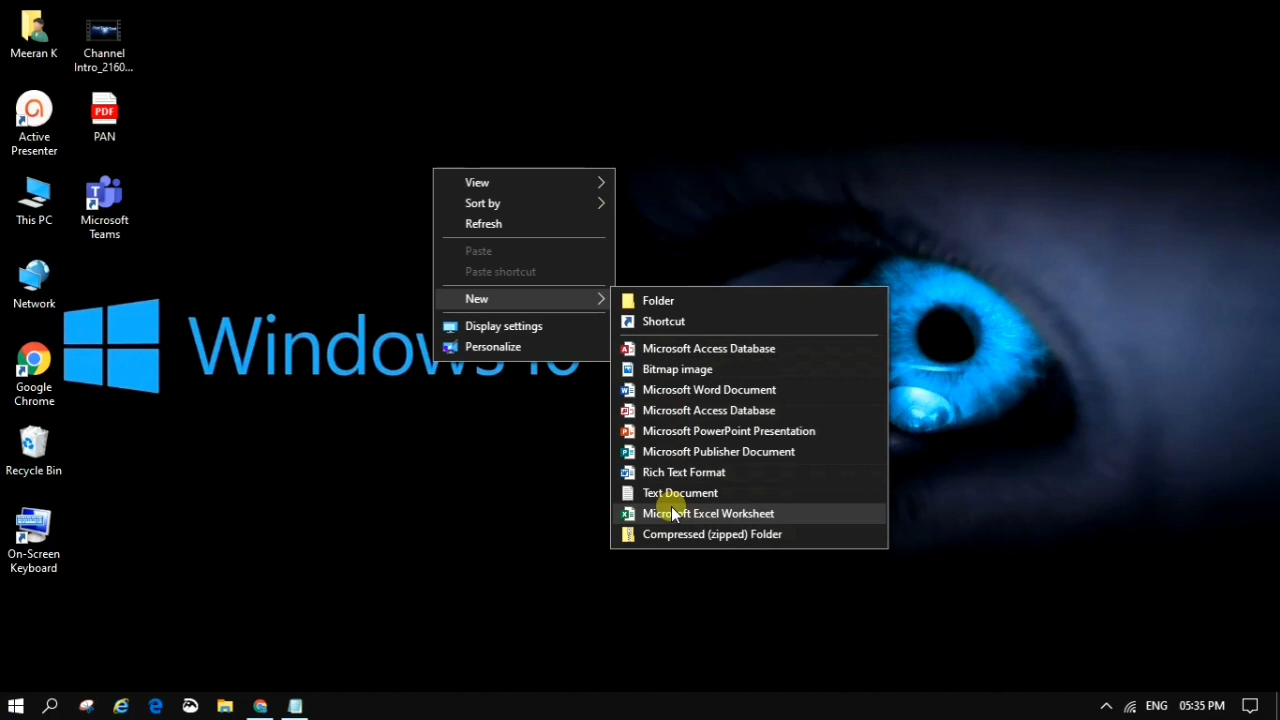 Meeran K
Channel
Intro_2160...
Active
Presenter
PDF
PAN
This PC
T
Microsoft
Teams
Network
Google
Chrome
Recycle Bin
On-Screen
Keyboard
View
Sort by
Refresh
Paste
Paste shortcut
New
Display settings
Personalize
Folder
Shortcut
Microsoft Access Database
Bitmap image
Microsoft Word Document
Microsoft Access Database
Microsoft PowerPoint Presentation
Microsoft Publisher Document
Rich Text Format
Text Document
Microsoft Excel Worksheet
Compressed (zipped) Folder
ENG
05:35 PM